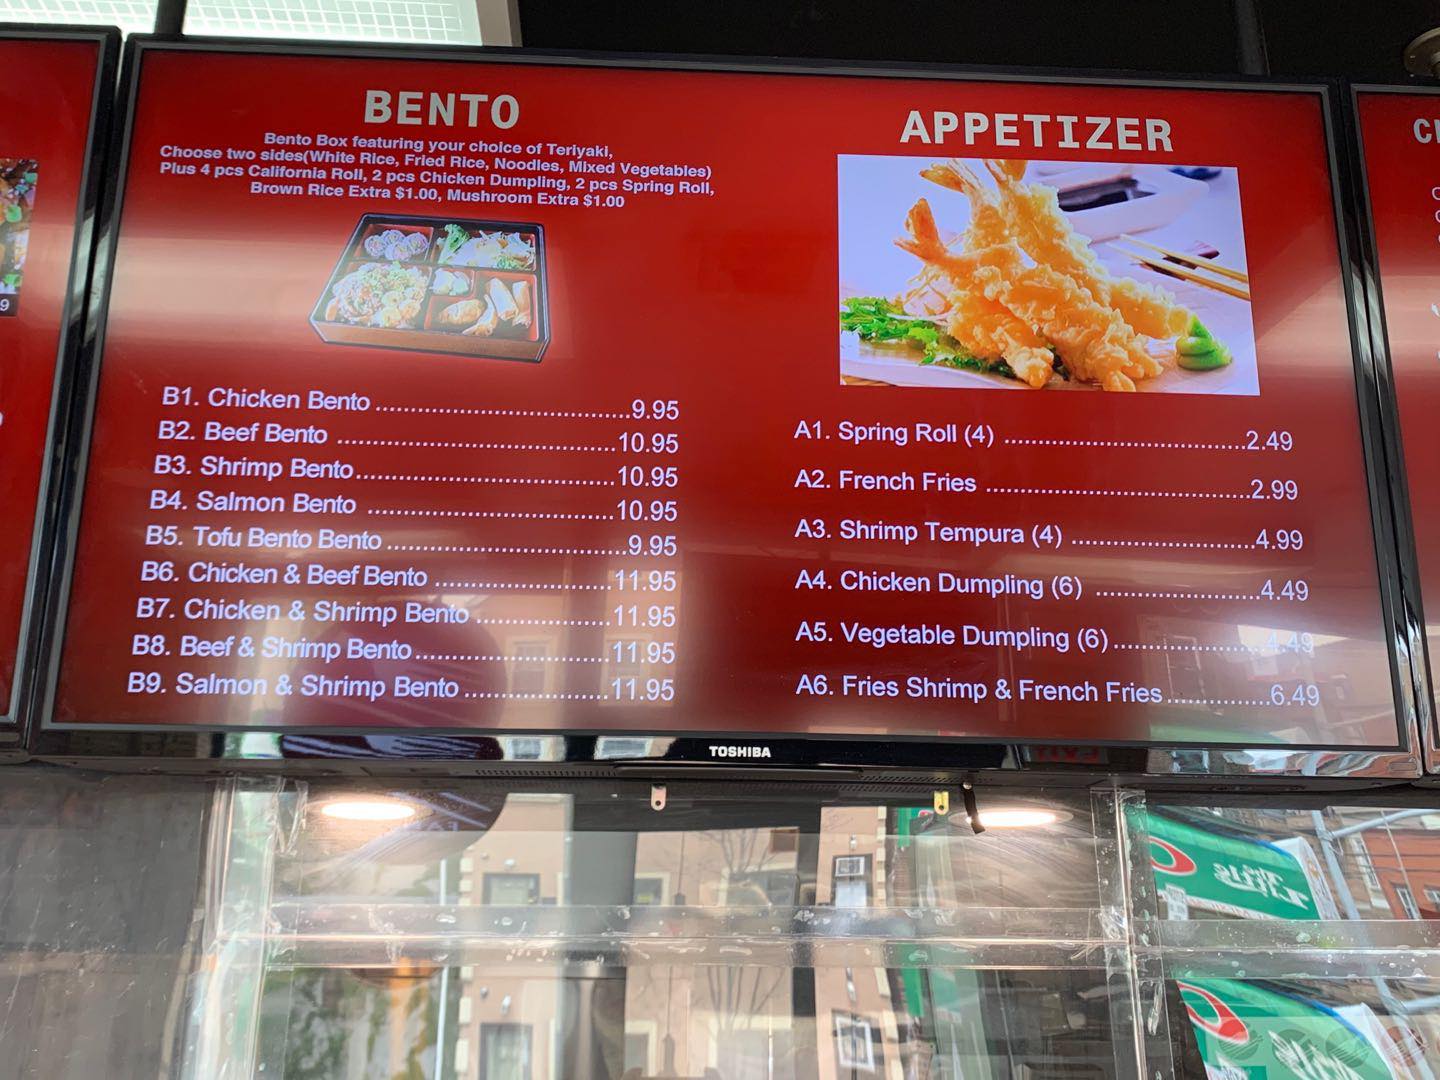 BENTO
Bento Box featuring your choice of Teriyaki,
Choose two sides(White Rice, Fried Rice, Noodles, Mixed Vegetables)
Plus 4 pcs California Roll, 2 pcs Chicken Dumpling, 2 pcs Spring Roll,
Brown Rice Extra $1.00, Mushroom Extra $1.00
B1. Chicken Bento ....................................9.95
B2. Beef Bento .......................................10.95
B3. Shrimp Bento.....................................10.95
B4. Salmon Bento ...................................10.95
B5. Tofu Bento Bento ..................................9.95
B6. Chicken & Beef Bento .........................11.95
B7. Chicken & Shrimp Bento ...................11.95
B8. Beef & Shrimp Bento...........................11.95
B9. Salmon & Shrimp Bento ....................11.95
APPETIZER
A1. Spring Roll (4) ..................................2.49
A2. French Fries .....................................2.99
A3. Shrimp Tempura (4) ..........................4.99
A4. Chicken Dumpling (6) .......................4.49
A5. Vegetable Dumpling (6)......................4.49
A6. Fries Shrimp & French Fries..............6.49
TOSHIBA
9